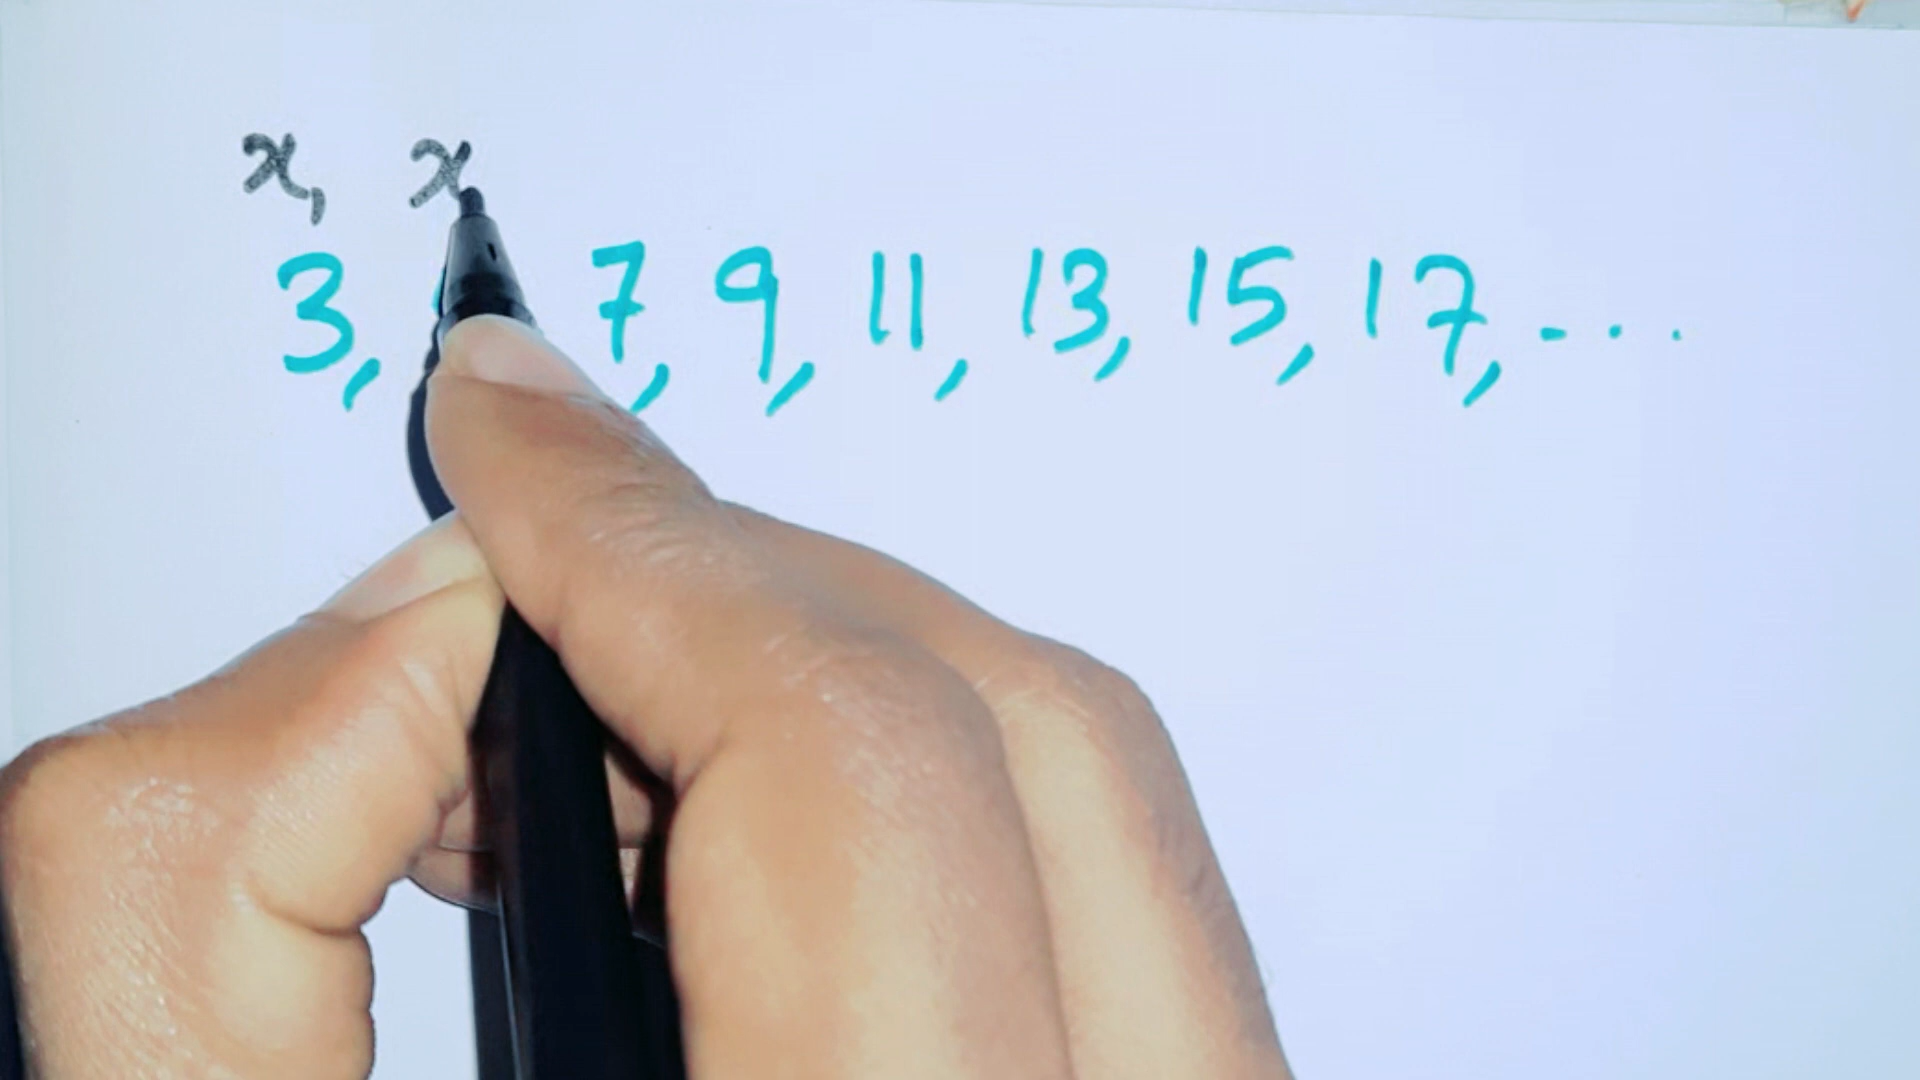 x, x
3, 7, 9, 11, 13, 15, 17, ...